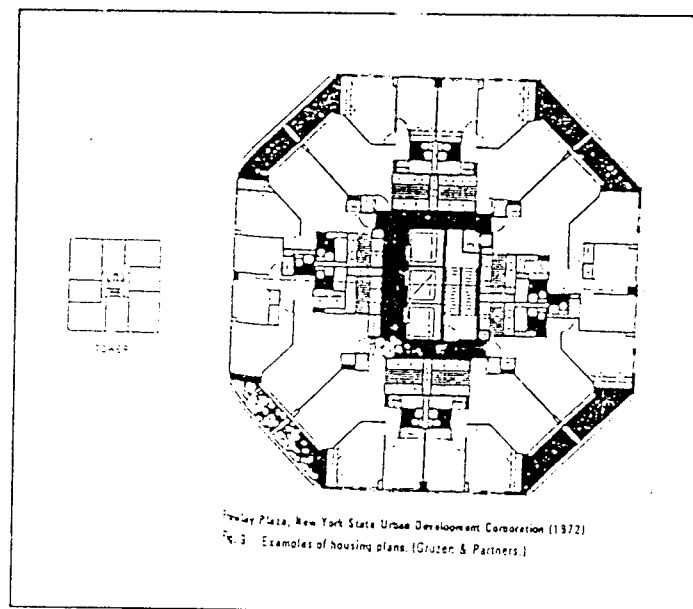 TOWER
Plaza, New York State Urban Development Corporation (1972)
Fig. 3 Examples of housing plans. (Gruzen & Partners.)